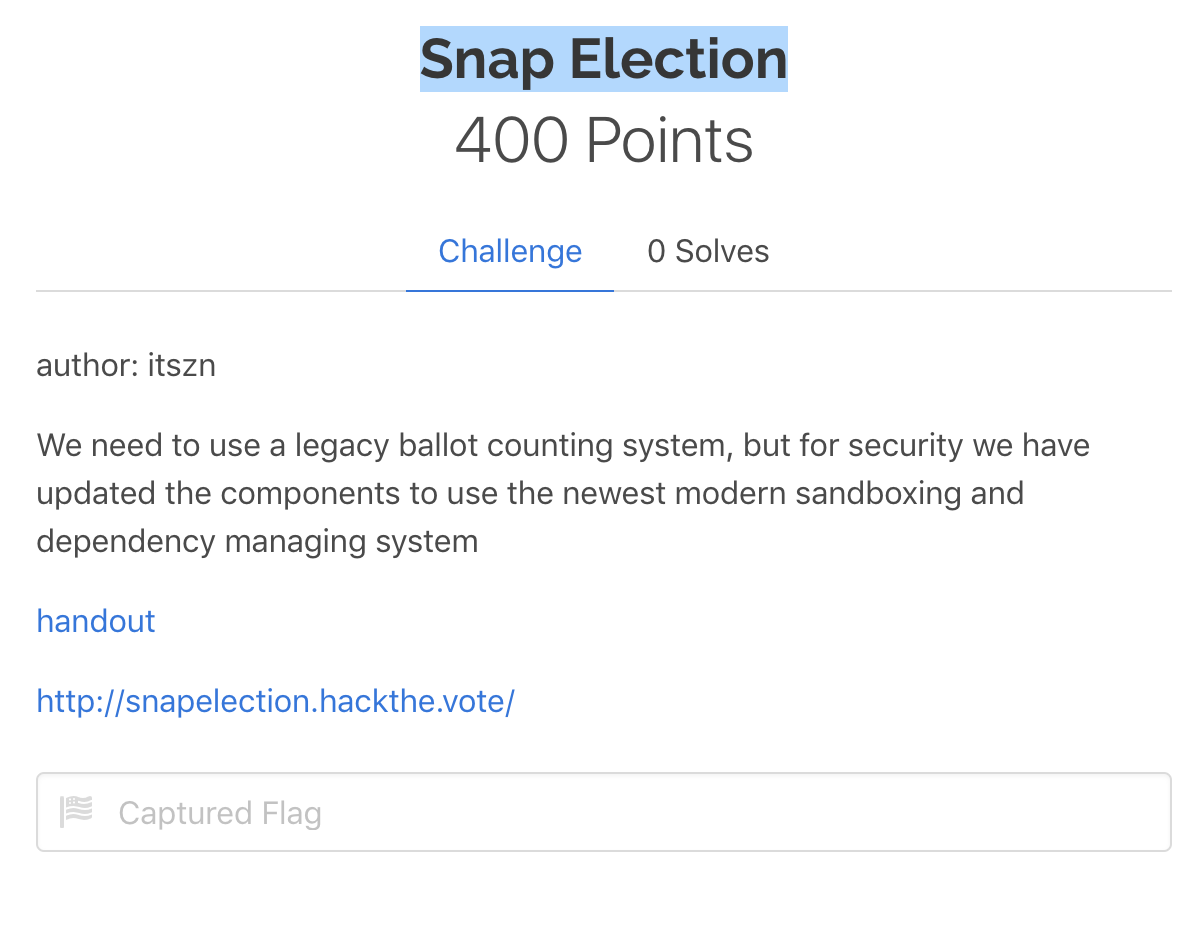 Snap Election
400 Points
Challenge
0 Solves
author: itszn
We need to use a legacy ballot counting system, but for security we have
updated the components to use the newest modern sandboxing and
dependency managing system
handout
http://snapelection.hackthe.vote/
Captured Flag